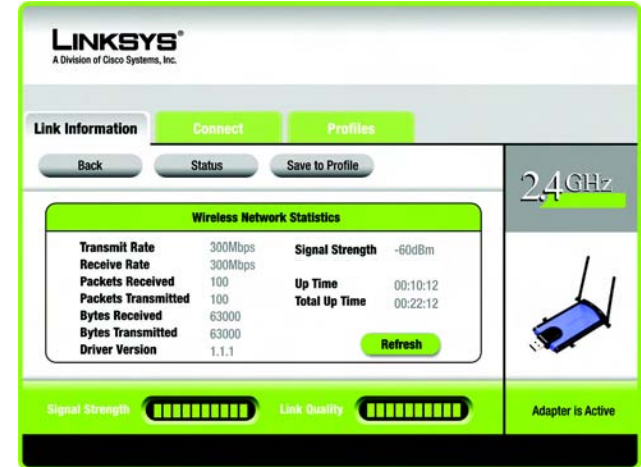 LINKSYS®
A Division of Cisco Systems, Inc.
Link Information Connect Profiles
Back Status Save to Profile
2.4GHz
Wireless Network Statistics
Transmit Rate 300Mbps Signal Strength -60dBm
Receive Rate 300Mbps
Packets Received 100 Up Time 00:10:12
Packets Transmitted 100 Total Up Time 00:22:12
Bytes Received 63000
Bytes Transmitted 63000
Driver Version 1.1.1
Refresh
Signal Strength Link Quality Adapter is Active